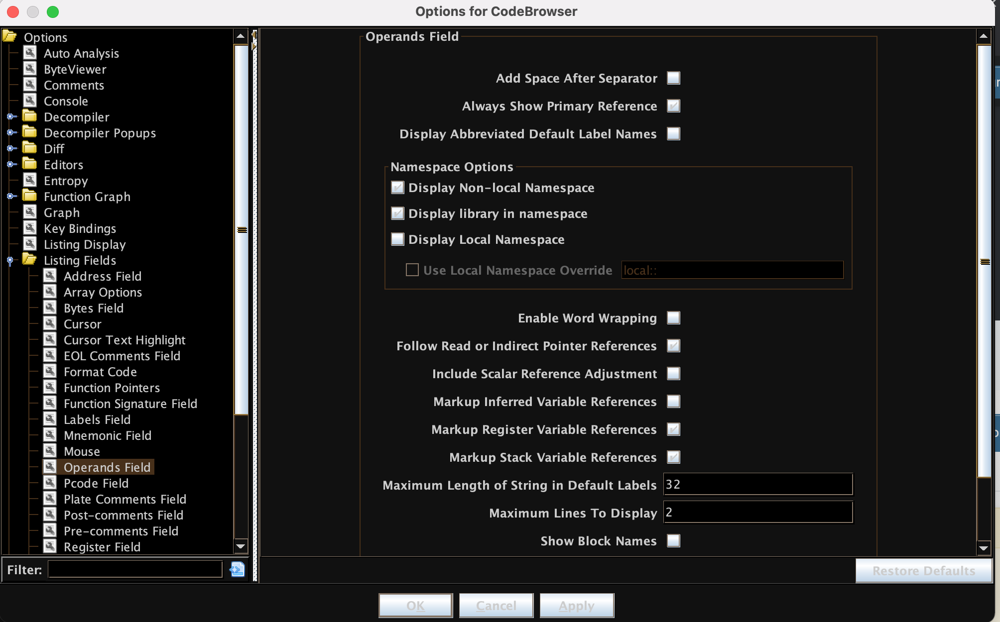 Options for CodeBrowser
Options
Auto Analysis
ByteViewer
Comments
Console
Decompiler
Decompiler Popups
Diff
Editors
Entropy
Function Graph
Graph
Key Bindings
Listing Display
Listing Fields
Address Field
Array Options
Bytes Field
Cursor
Cursor Text Highlight
EOL Comments Field
Format Code
Function Pointers
Function Signature Field
Labels Field
Mnemonic Field
Mouse
Operands Field
Pcode Field
Plate Comments Field
Post-comments Field
Pre-comments Field
Register Field
Filter:
Operands Field
Add Space After Separator
Always Show Primary Reference
Display Abbreviated Default Label Names
Namespace Options
Display Non-local Namespace
Display library in namespace
Display Local Namespace
Use Local Namespace Override local::
Enable Word Wrapping
Follow Read or Indirect Pointer References
Include Scalar Reference Adjustment
Markup Inferred Variable References
Markup Register Variable References
Markup Stack Variable References
Maximum Length of String in Default Labels 32
Maximum Lines To Display 2
Show Block Names
Restore Defaults
OK Cancel Apply